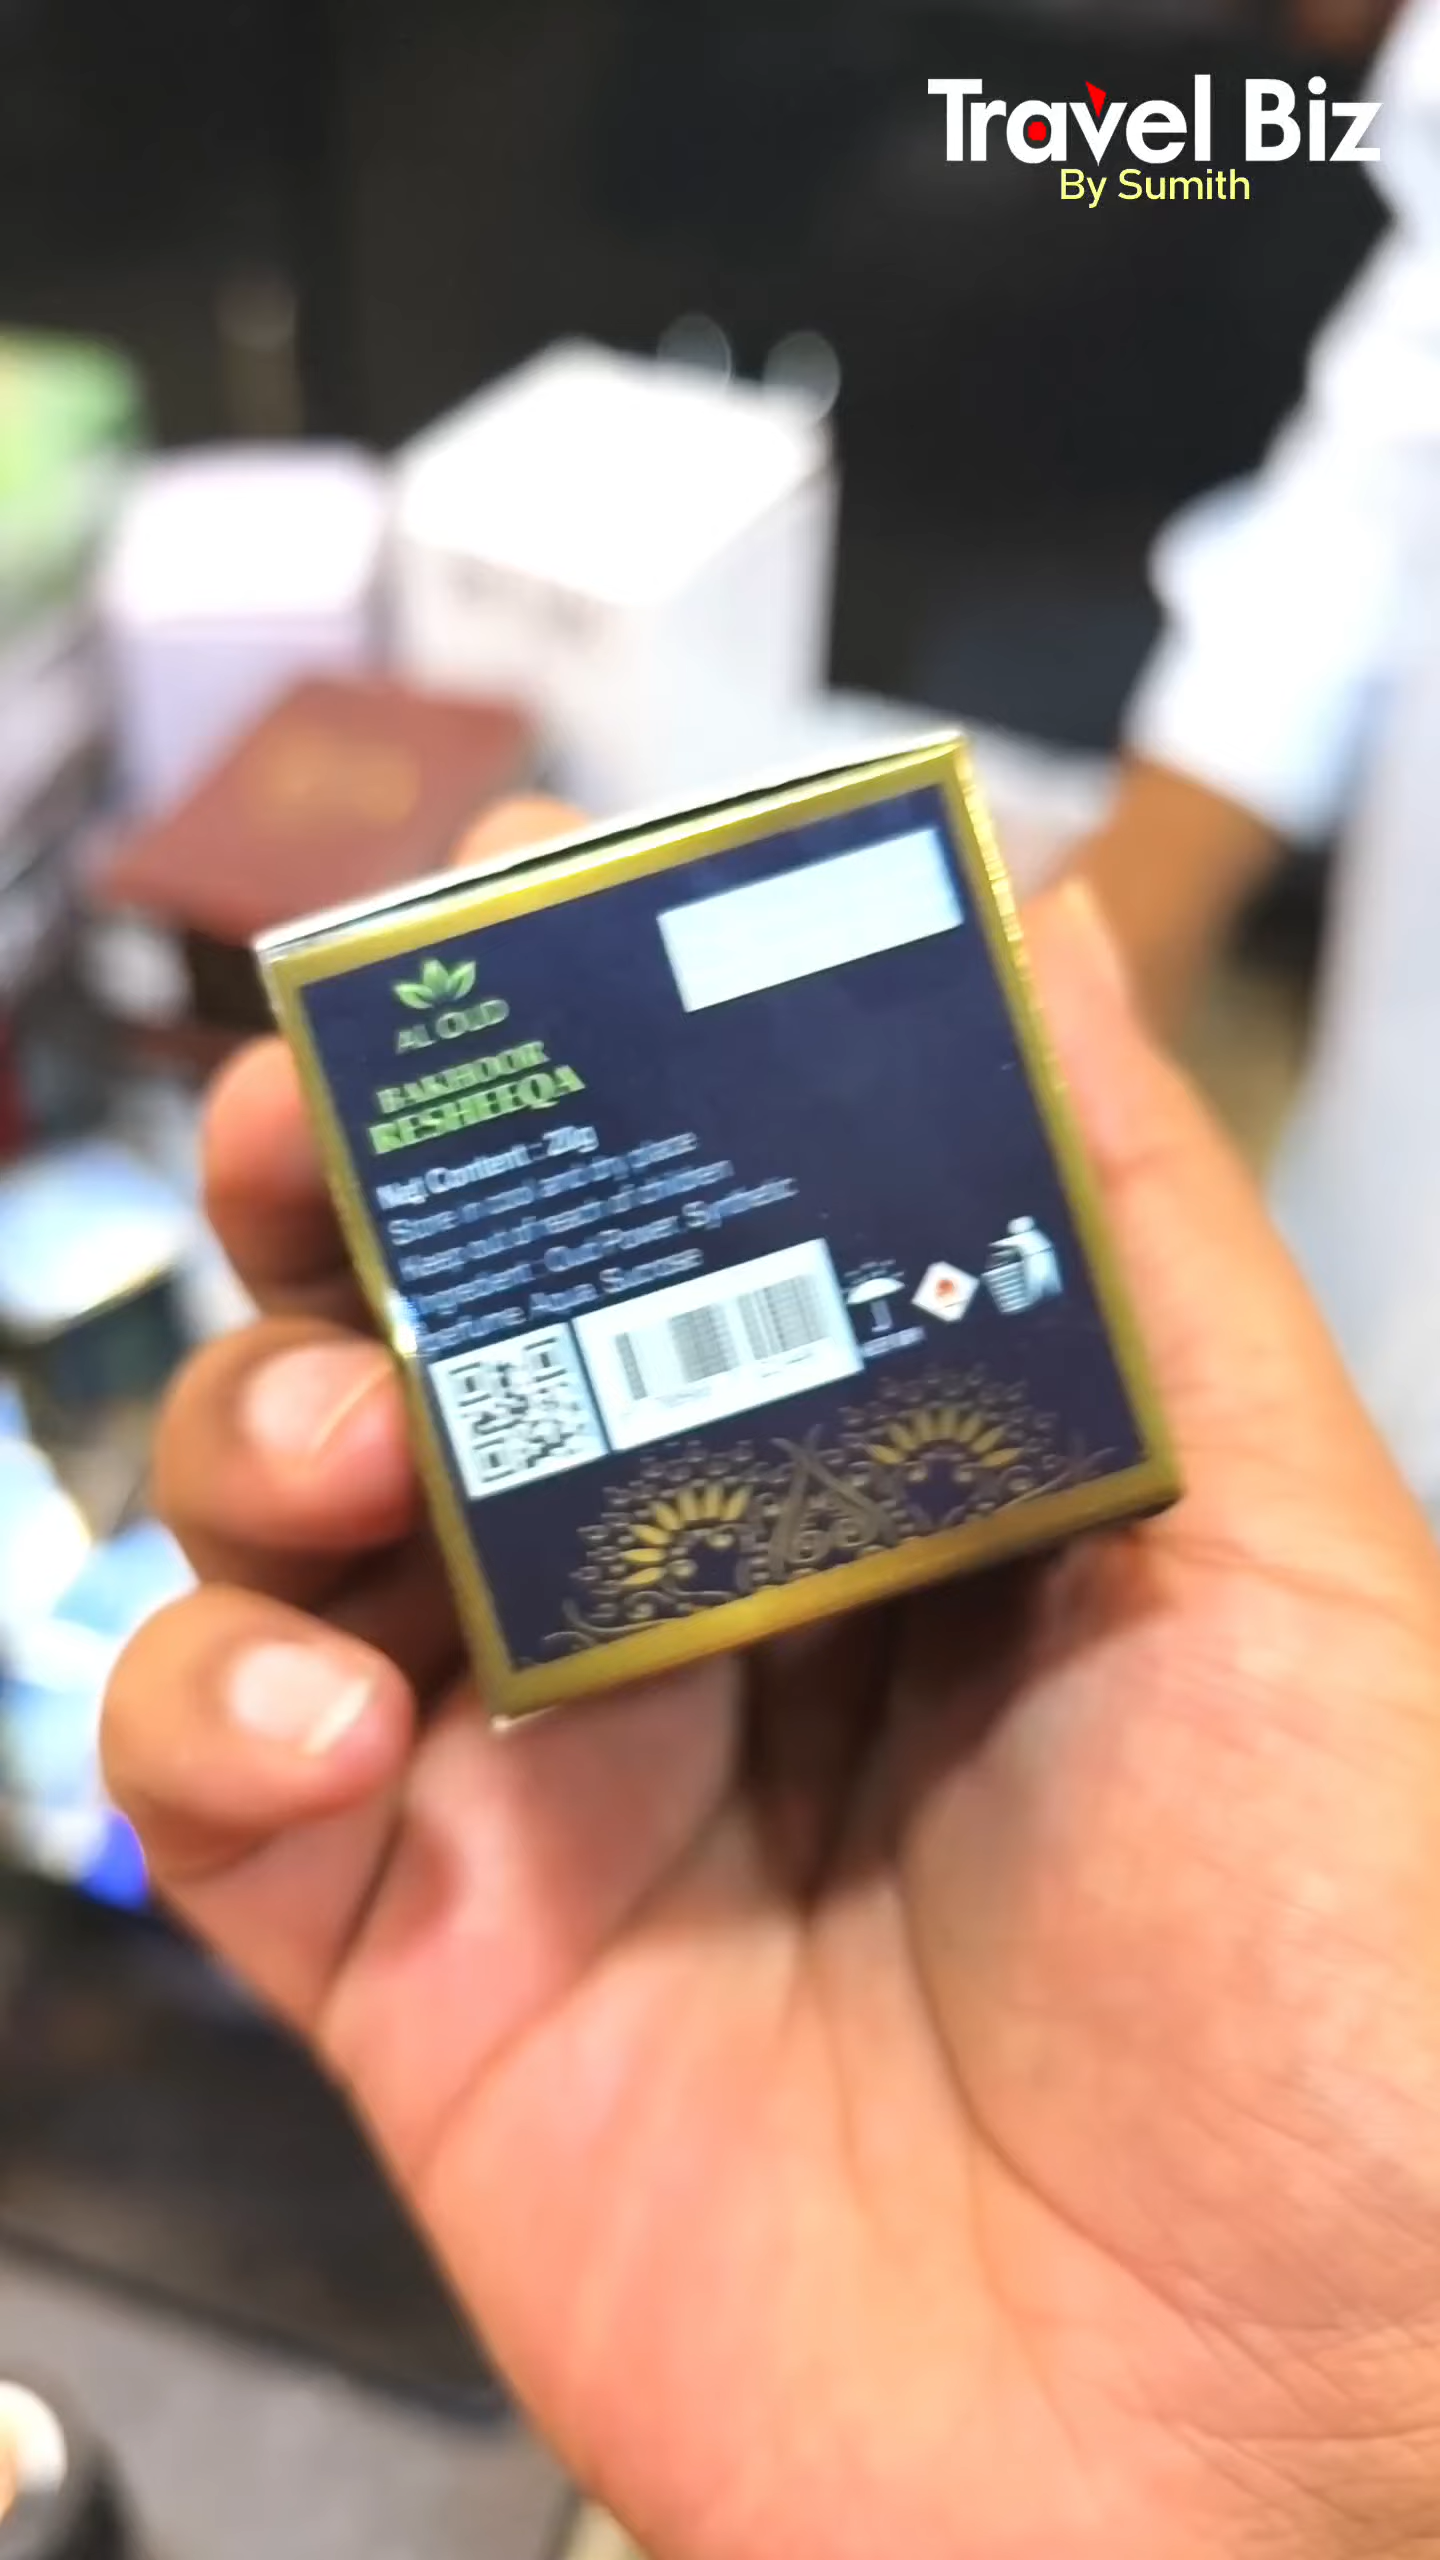 Travel Biz
By Sumith
AL OUD
BAKHOOR
RESHEEQA
Net Content : 20g
Store in cool and dry place
Keep out of reach of children
Ingredient : Oud Power Synthetic
Perfume Aqua Sucrose